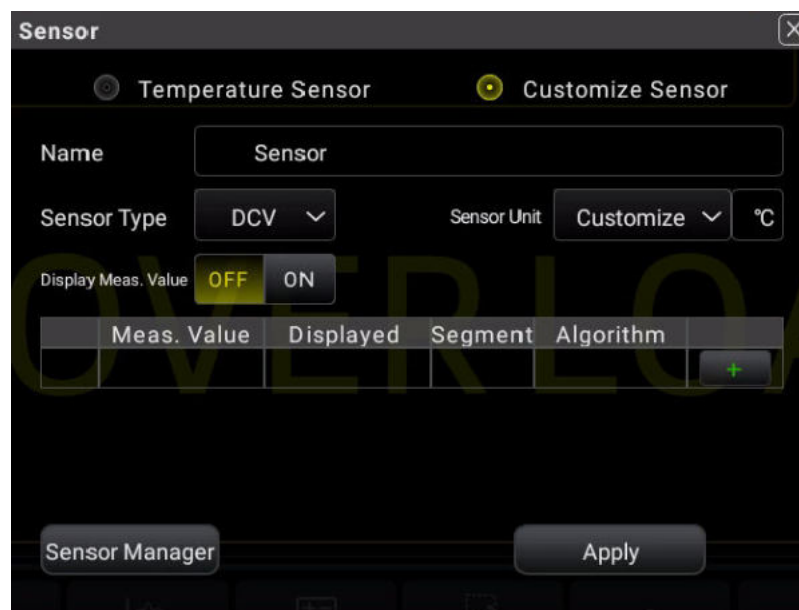 Sensor
Temperature Sensor Customize Sensor
Name Sensor
Sensor Type DCV Sensor Unit Customize ℃
Display Meas. Value OFF ON
OVERLOA
Meas. Value Displayed Segment Algorithm
+
Sensor Manager Apply